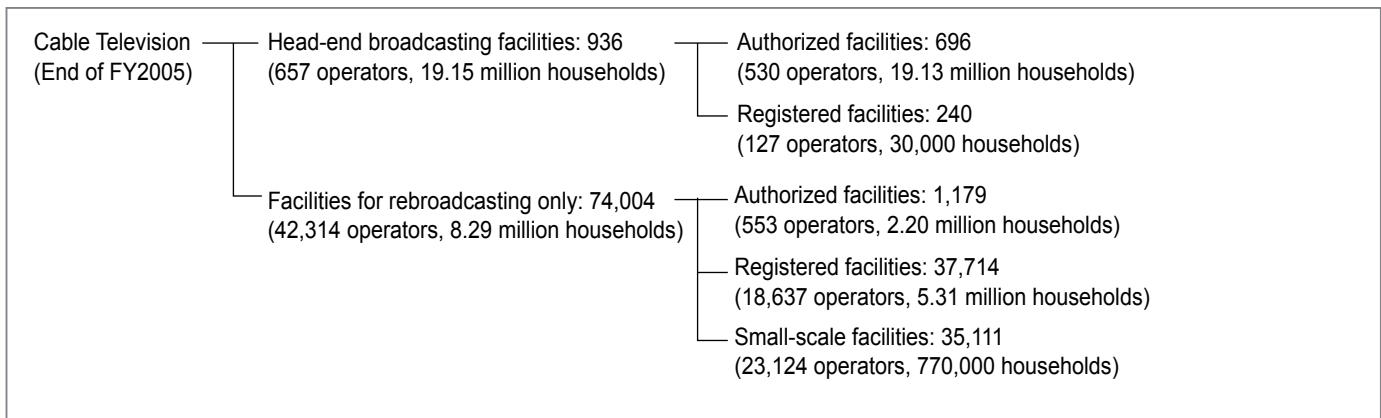 Cable Television
(End of FY2005)
Head-end broadcasting facilities: 936
(657 operators, 19.15 million households)
Authorized facilities: 696
(530 operators, 19.13 million households)
Registered facilities: 240
(127 operators, 30,000 households)
Facilities for rebroadcasting only: 74,004
(42,314 operators, 8.29 million households)
Authorized facilities: 1,179
(553 operators, 2.20 million households)
Registered facilities: 37,714
(18,637 operators, 5.31 million households)
Small-scale facilities: 35,111
(23,124 operators, 770,000 households)